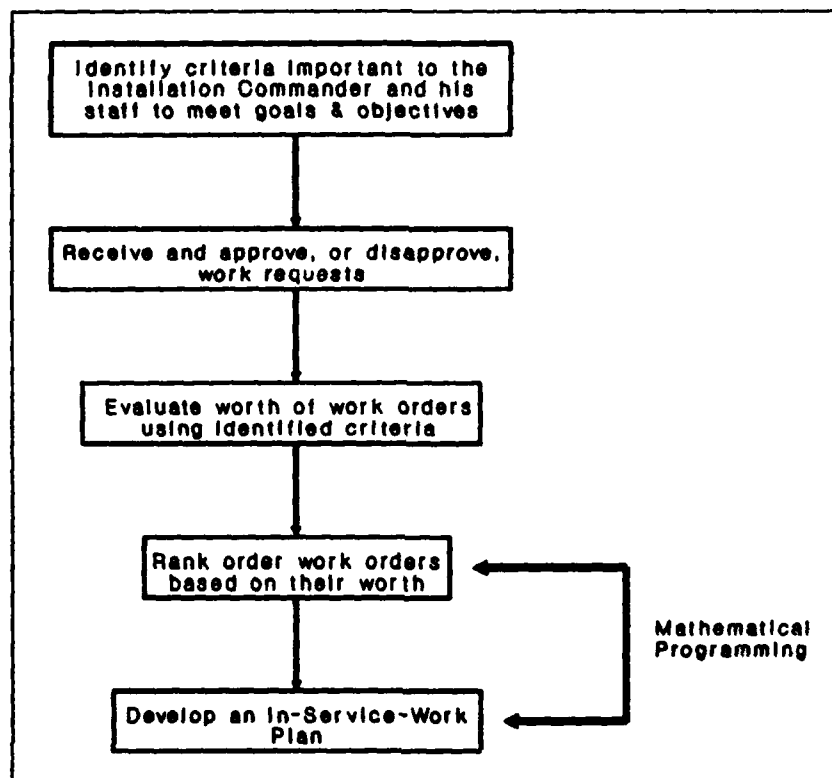 Identify criteria important to the
Installation Commander and his
staff to meet goals & objectives
Receive and approve, or disapprove,
work requests
Evaluate worth of work orders
using identified criteria
Rank order work orders
based on their worth
Mathematical
Programming
Develop an In-Service-Work
Plan